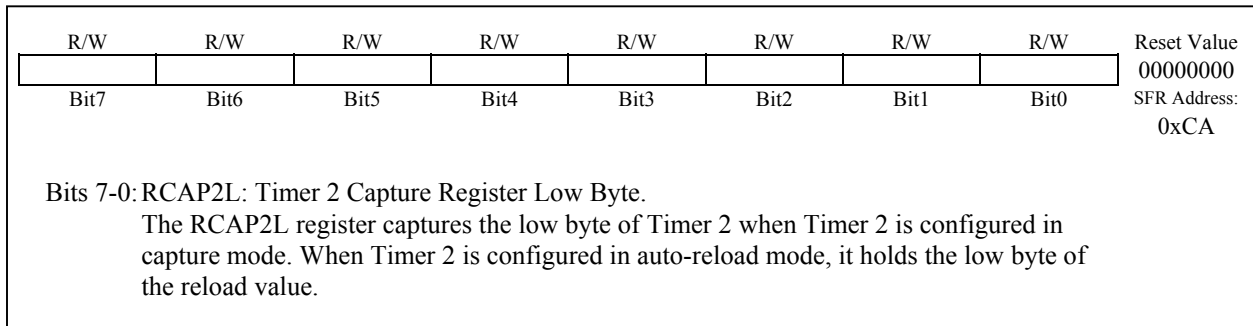 R/W R/W R/W R/W R/W R/W R/W R/W Reset Value
00000000
Bit7 Bit6 Bit5 Bit4 Bit3 Bit2 Bit1 Bit0 SFR Address:
0xCA
Bits 7-0: RCAP2L: Timer 2 Capture Register Low Byte.
The RCAP2L register captures the low byte of Timer 2 when Timer 2 is configured in
capture mode. When Timer 2 is configured in auto-reload mode, it holds the low byte of
the reload value.